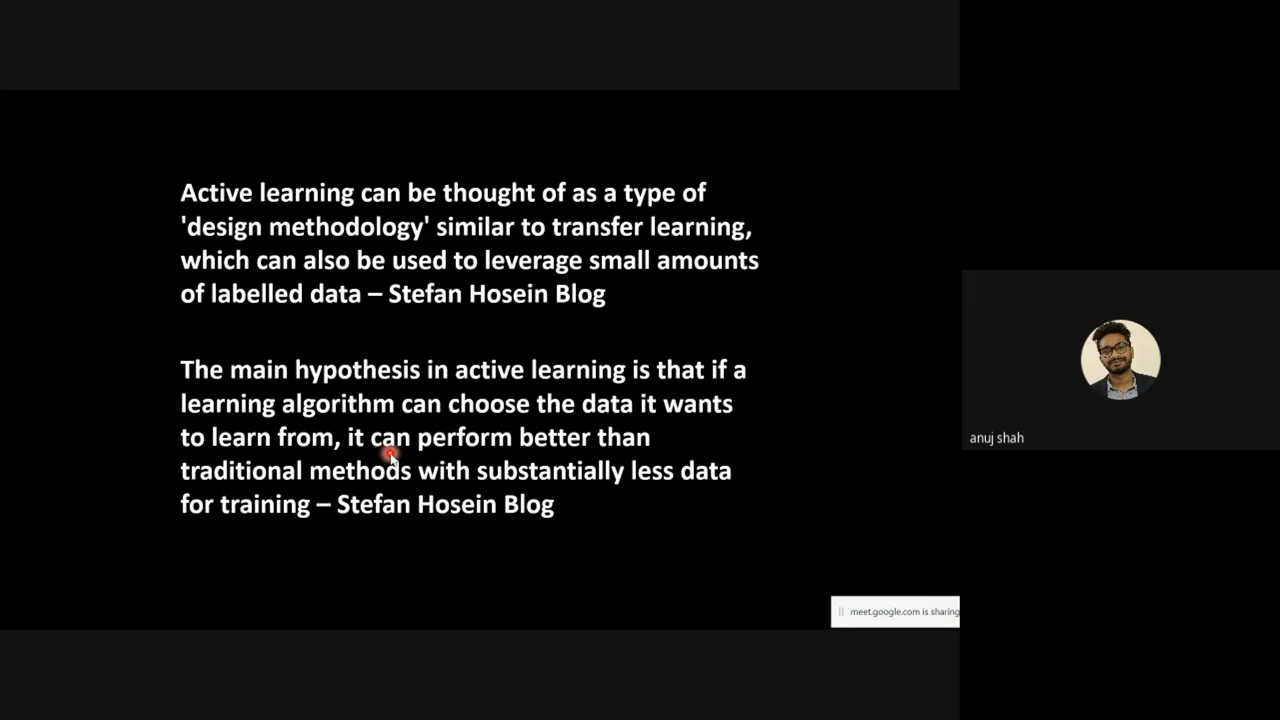 Active learning can be thought of as a type of
'design methodology' similar to transfer learning,
which can also be used to leverage small amounts
of labelled data – Stefan Hosein Blog
The main hypothesis in active learning is that if a
learning algorithm can choose the data it wants
to learn from, it can perform better than
traditional methods with substantially less data
for training – Stefan Hosein Blog
anuj shah
meet.google.com is sharing